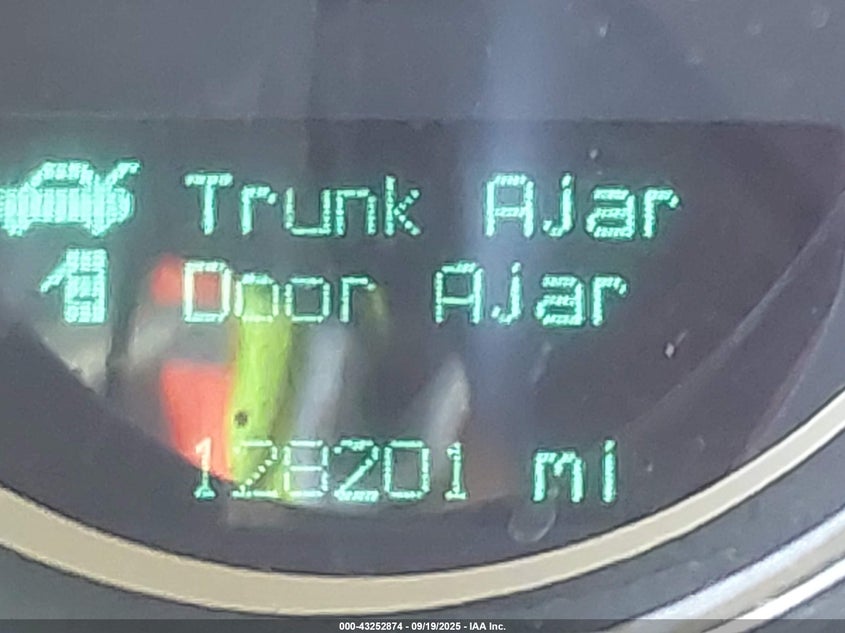 Trunk Ajar
Door Ajar
128201 mi
000-43252874 - 09/19/2025 - IAA Inc.